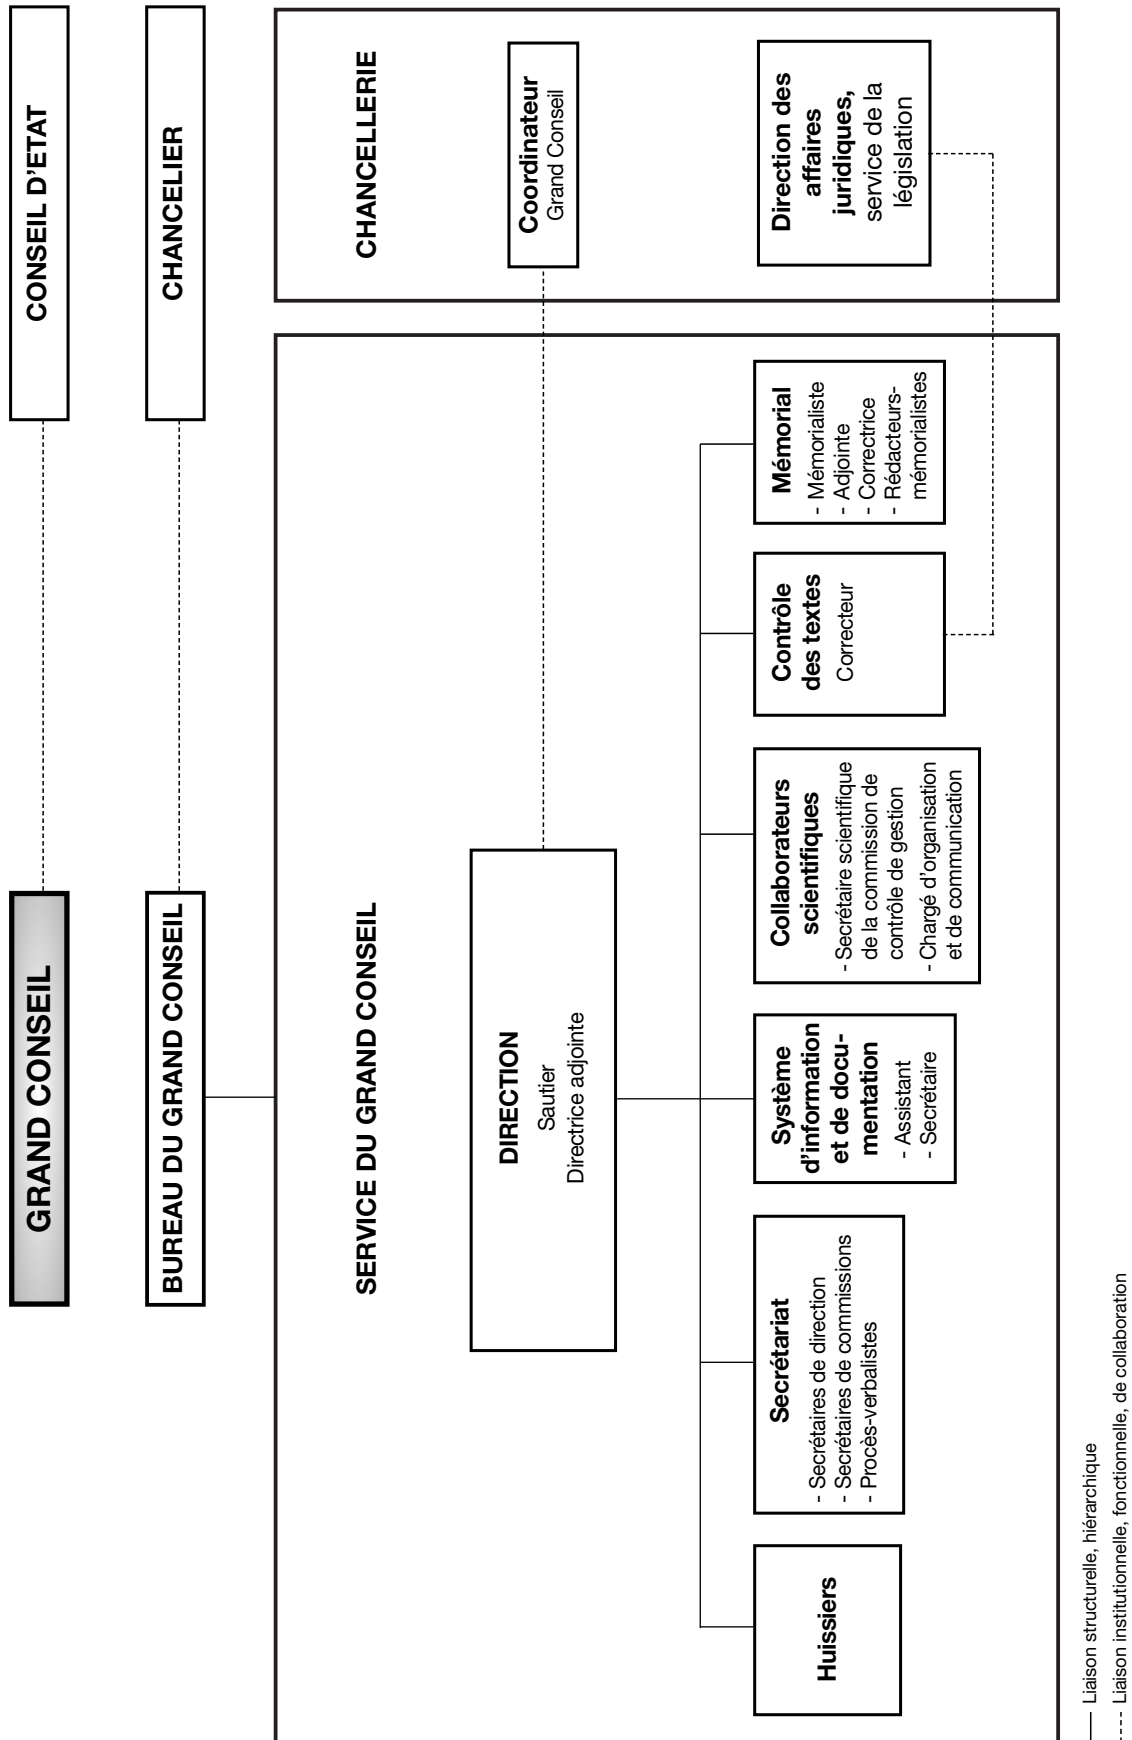 GRAND CONSEIL
CONSEIL D'ETAT
BUREAU DU GRAND CONSEIL
CHANCELIER
SERVICE DU GRAND CONSEIL
CHANCELLERIE
DIRECTION
Sautier
Directrice adjointe
Coordinateur
Grand Conseil
Huissiers
Secrétariat
- Secrétaires de direction
- Secrétaires de commissions
- Procès-verbalistes
Système
d'information
et de docu-
mentation
- Assistant
- Secrétaire
Collaborateurs
scientifiques
- Secrétaire scientifique
de la commission de
contrôle de gestion
- Chargé d'organisation
et de communication
Contrôle
des textes
Correcteur
Mémorial
- Mémorialiste
- Adjointe
- Correctrice
- Rédacteurs-
mémorialistes
Direction des
affaires
juridiques,
service de la
législation
Liaison structurelle, hiérarchique
Liaison institutionnelle, fonctionnelle, de collaboration